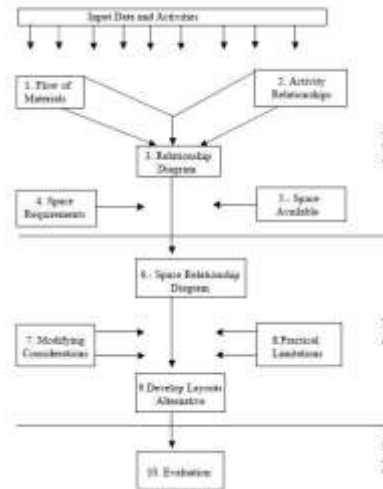 Input Data and Activities
1. Flow of
Materials
2. Activity
Relationships
3. Relationship
Diagram
4. Space
Requirements
5.- Space
Available
6.- Space Relationship
Diagram
7. Modifying
Considerations
8.Practical
Limitations
9.Develop Layouts
Alternative
10. Evaluation